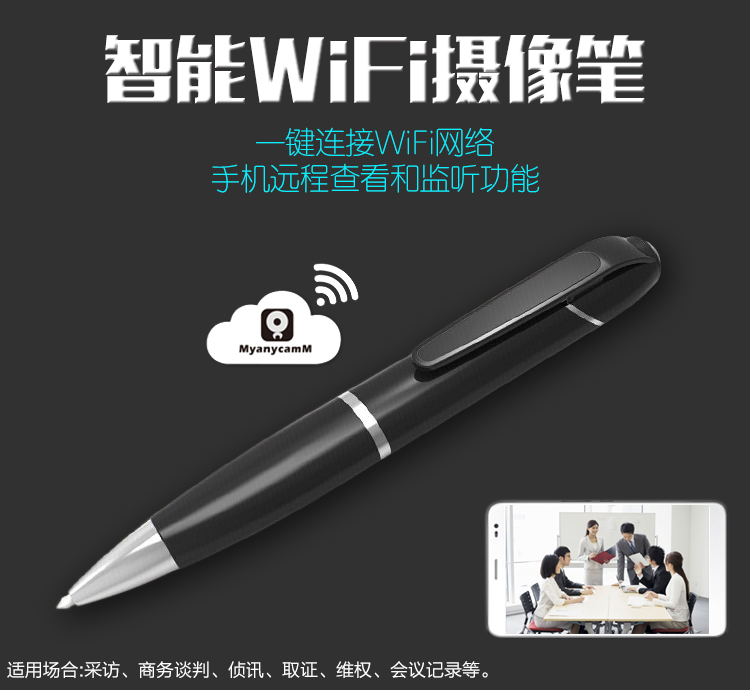 智能WiFi摄像笔
一键连接WiFi网络
手机远程查看和监听功能
MyanycamM
适用场合:采访、商务谈判、侦讯、取证、维权、会议记录等。